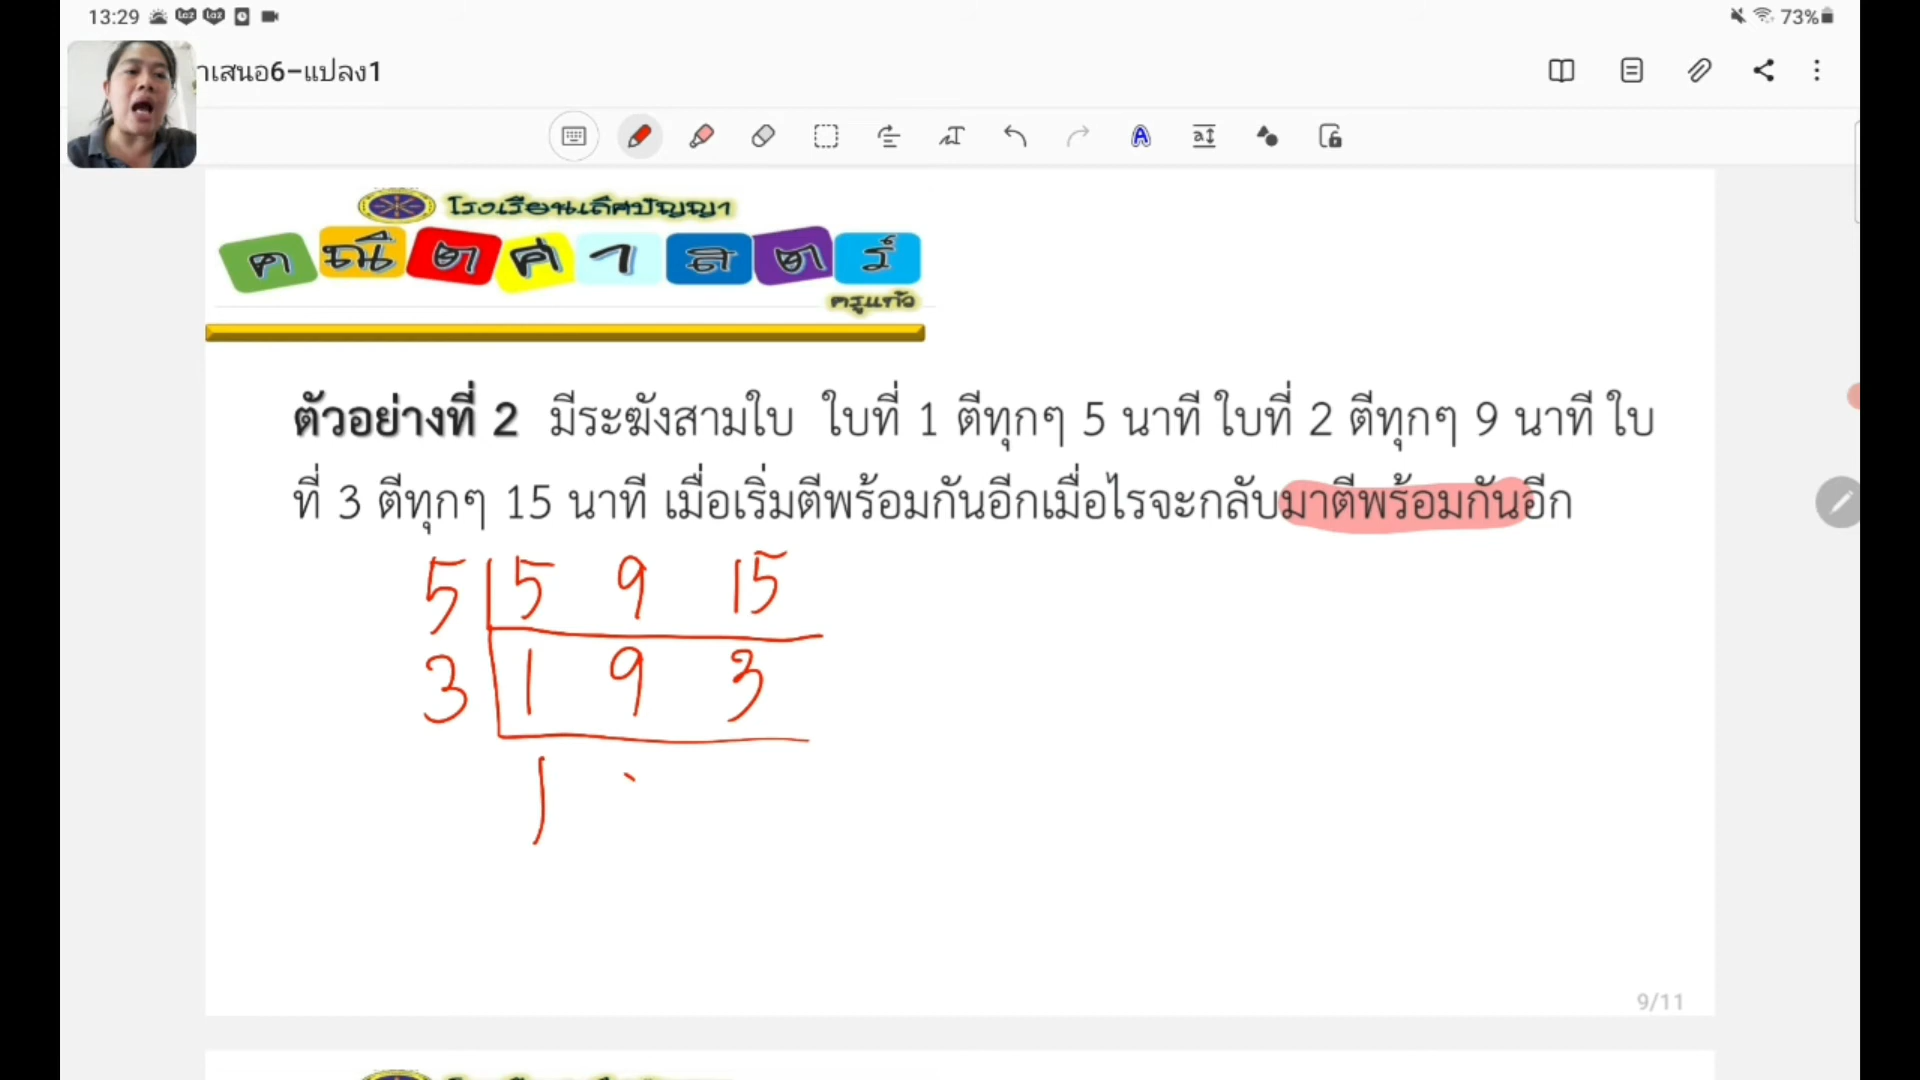 13:29
73%
าเสนอ6-แปลง1
โรงเรียนเลิศปัญญา
คณิตศาสตร์
ครูแก้ว
ตัวอย่างที่ 2 มีระฆังสามใบ ใบที่ 1 ตีทุกๆ 5 นาที ใบที่ 2 ตีทุกๆ 9 นาที ใบ
ที่ 3 ตีทุกๆ 15 นาที เมื่อเริ่มตีพร้อมกันอีกเมื่อไรจะกลับมาตีพร้อมกันอีก
5 5 9 15
3 1 9 3
1
9/11